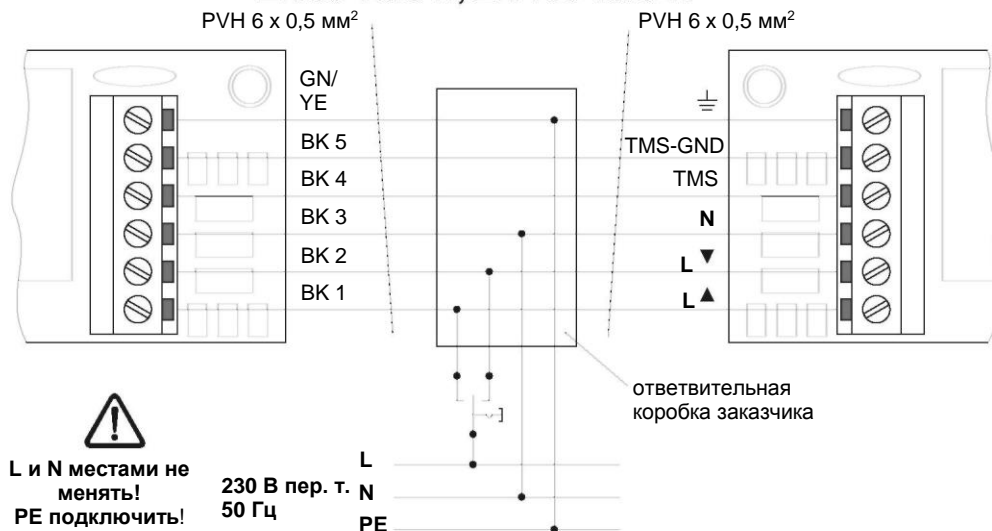 PVH 6 x 0,5 мм²
PVH 6 x 0,5 мм²
GN/
YE
BK 5
BK 4
BK 3
BK 2
BK 1
TMS-GND
TMS
N
L ▼
L ▲
ответвительная
коробка заказчика
L и N местами не
менять!
PE подключить!
230 В пер. т.
50 Гц
L
N
PE